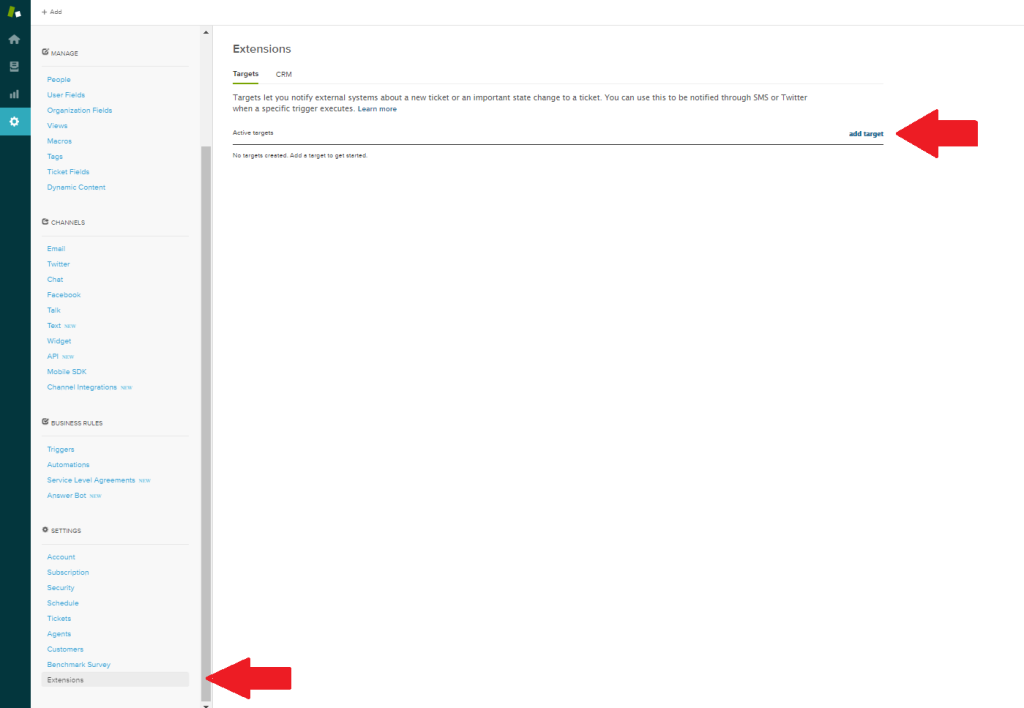 + Add
MANAGE
People
User Fields
Organization Fields
Views
Macros
Tags
Ticket Fields
Dynamic Content
CHANNELS
Email
Twitter
Chat
Facebook
Talk
Text NEW
Widget
API NEW
Mobile SDK
Channel Integrations NEW
BUSINESS RULES
Triggers
Automations
Service Level Agreements NEW
Answer Bot NEW
SETTINGS
Account
Subscription
Security
Schedule
Tickets
Agents
Customers
Benchmark Survey
Extensions
Extensions
Targets CRM
Targets let you notify external systems about a new ticket or an important state change to a ticket. You can use this to be notified through SMS or Twitter
when a specific trigger executes. Learn more
Active targets add target
No targets created. Add a target to get started.